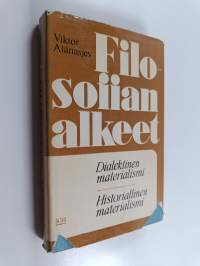 Viktor
Afanasjev
Filo-
sofian
alkeet
Dialektinen
materialismi
Historiallinen
materialismi